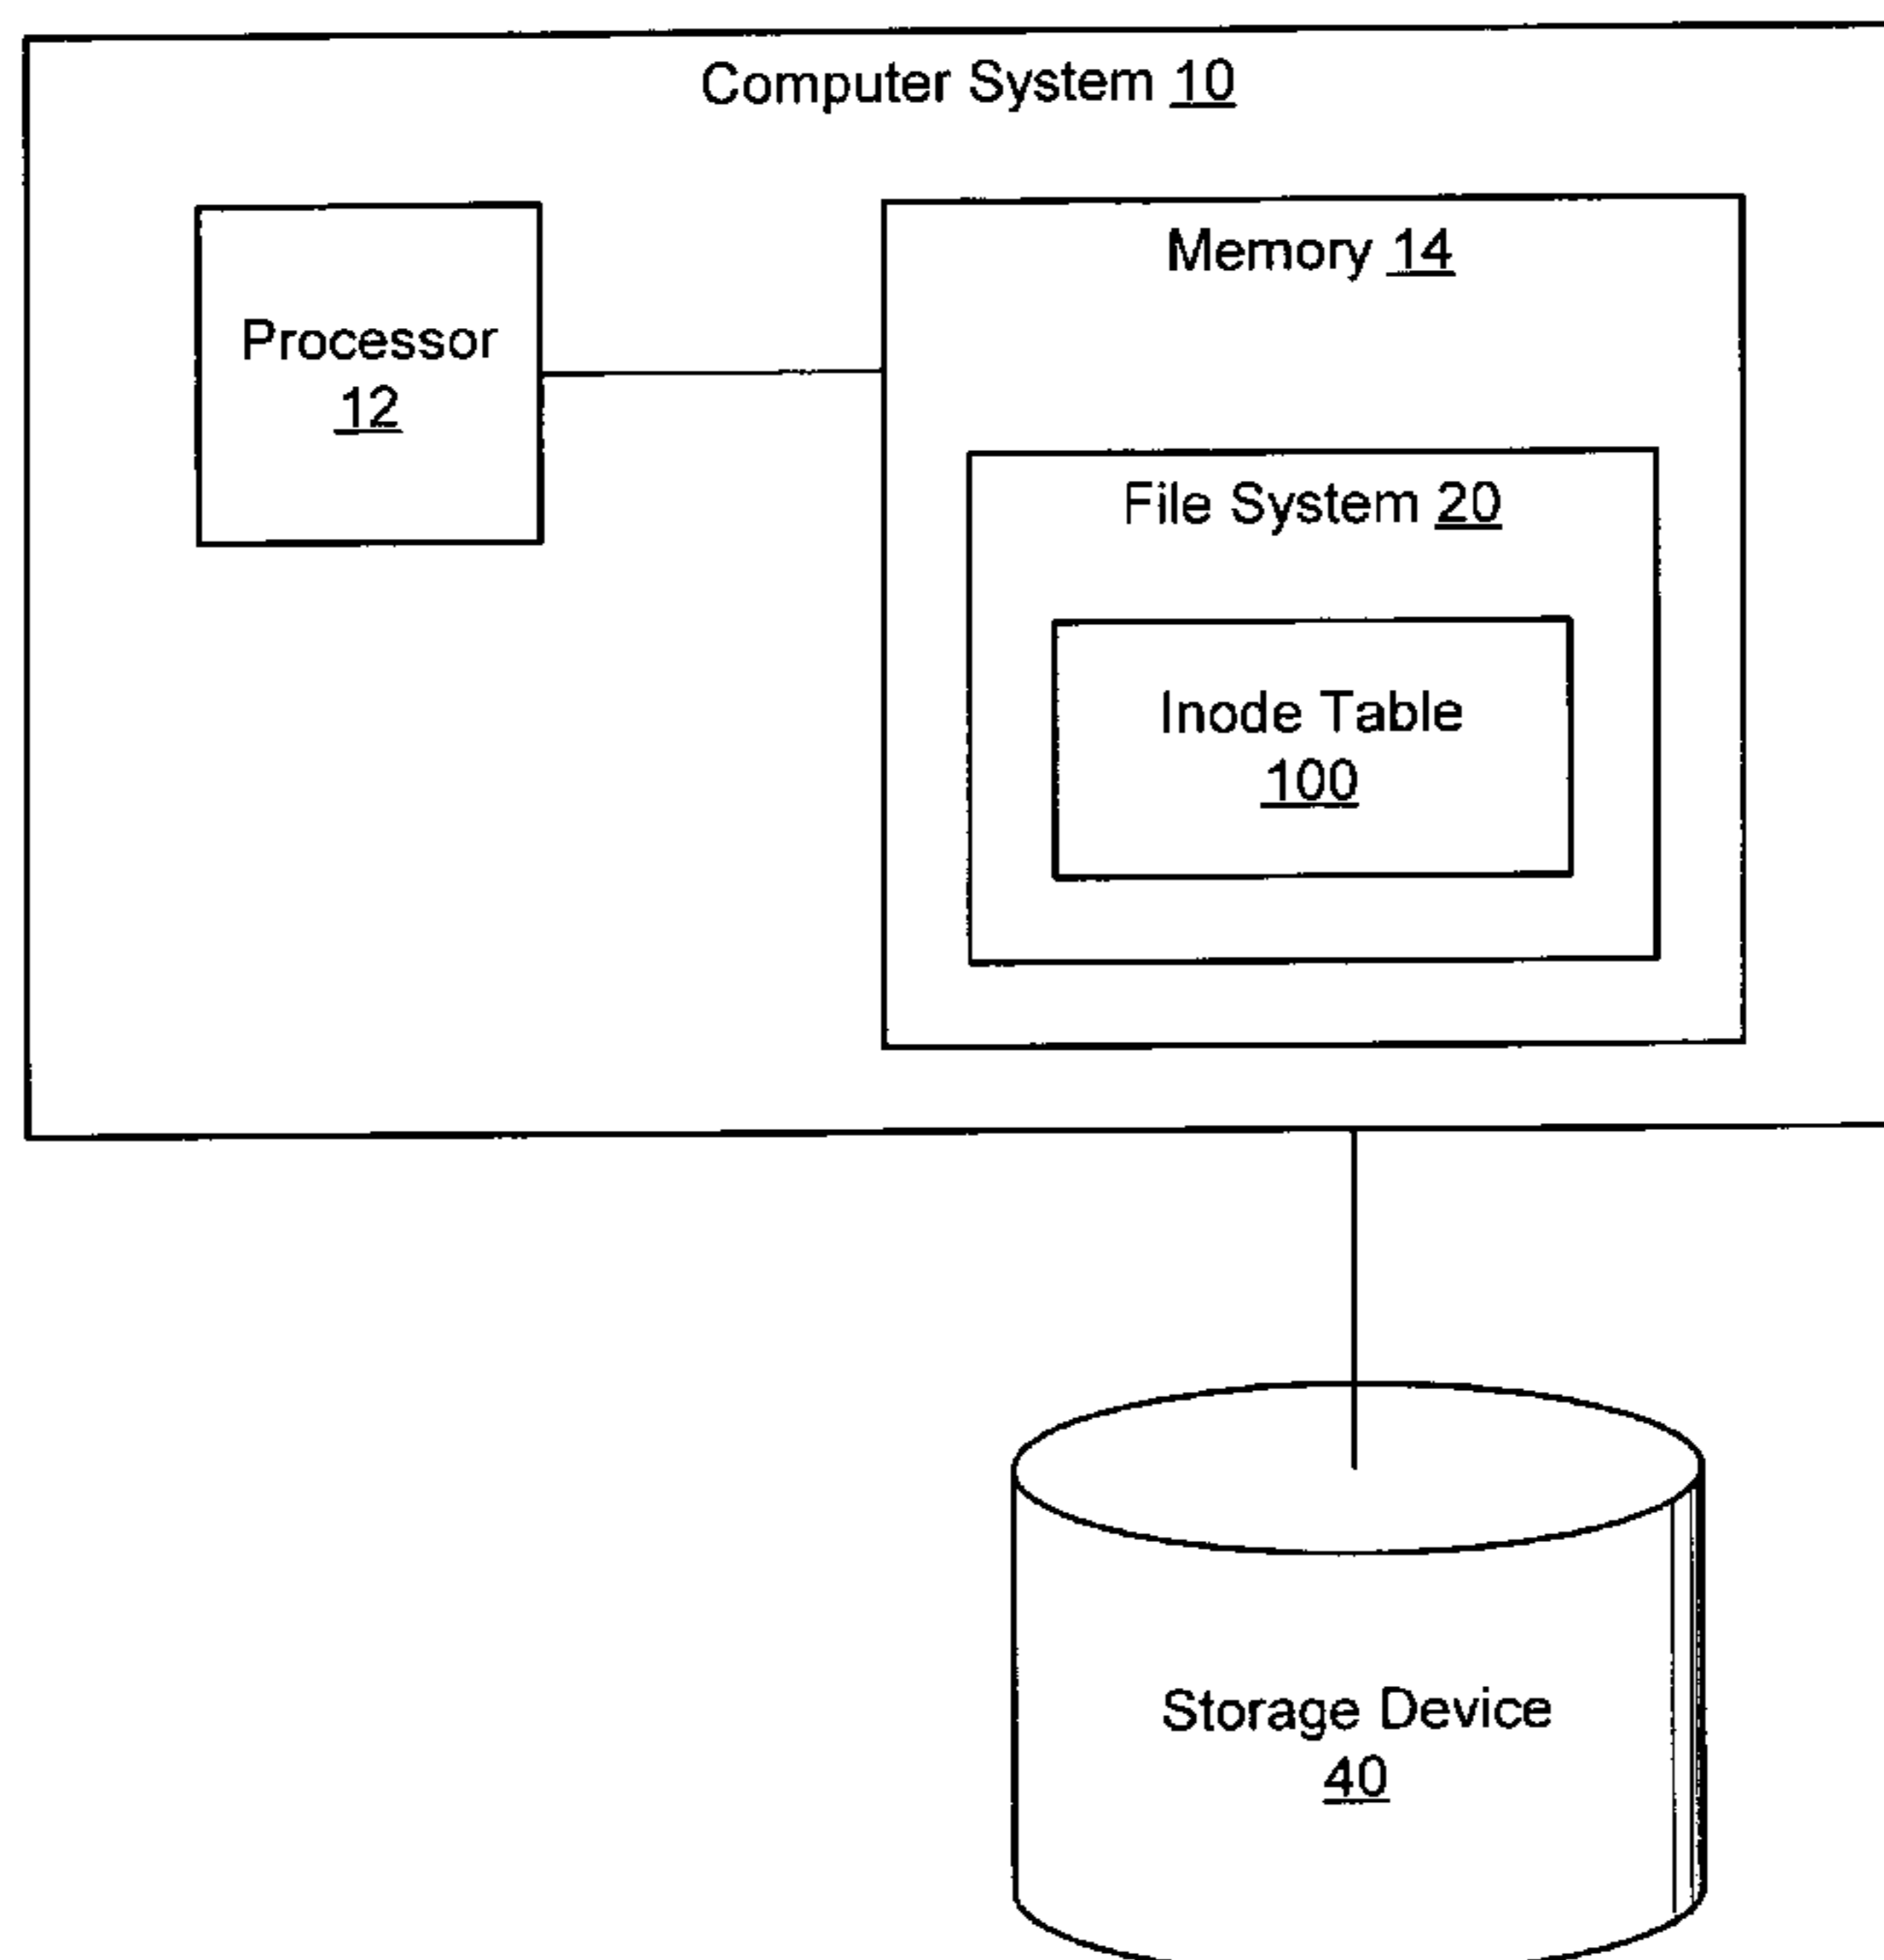 Computer System 10
Memory 14
Processor
12
File System 20
Inode Table
100
Storage Device
40